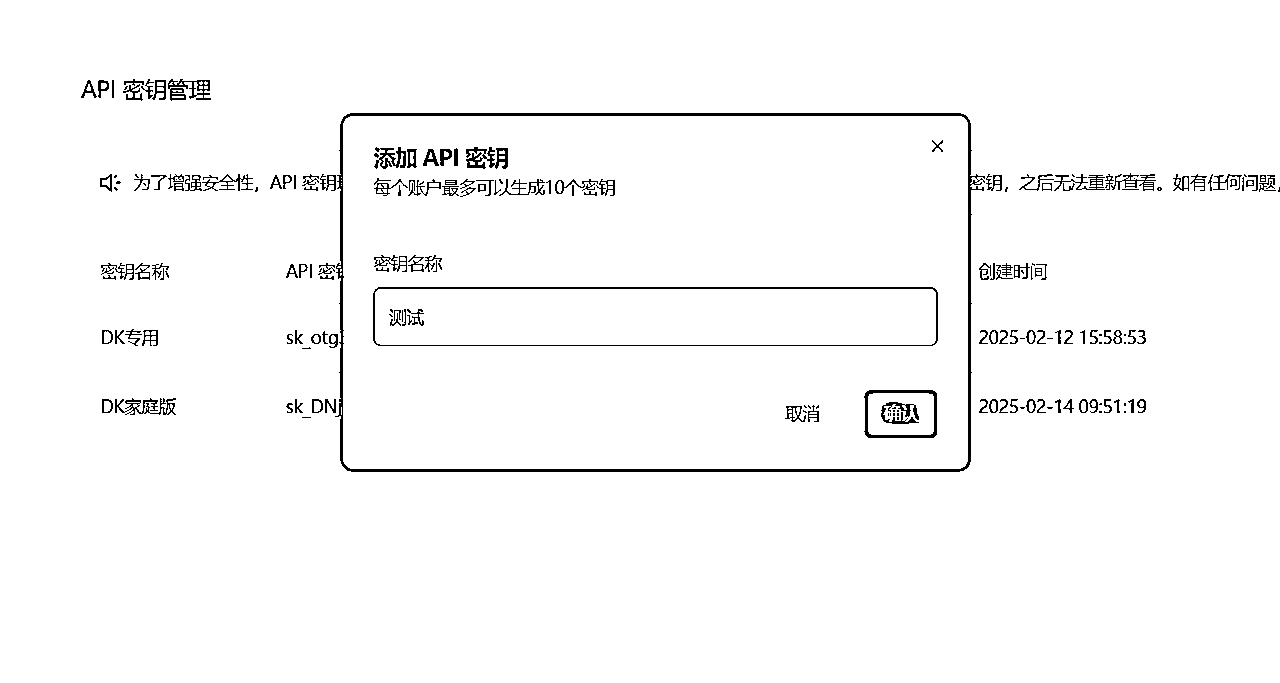 API 密钥管理
添加 API 密钥
每个账户最多可以生成10个密钥
为了增强安全性，API 密钥
密钥，之后无法重新查看。如有任何问题，
密钥名称
API 密
创建时间
密钥名称
测试
DK专用
sk_otg
2025-02-12 15:58:53
DK家庭版
sk_DNj
2025-02-14 09:51:19
取消
确认